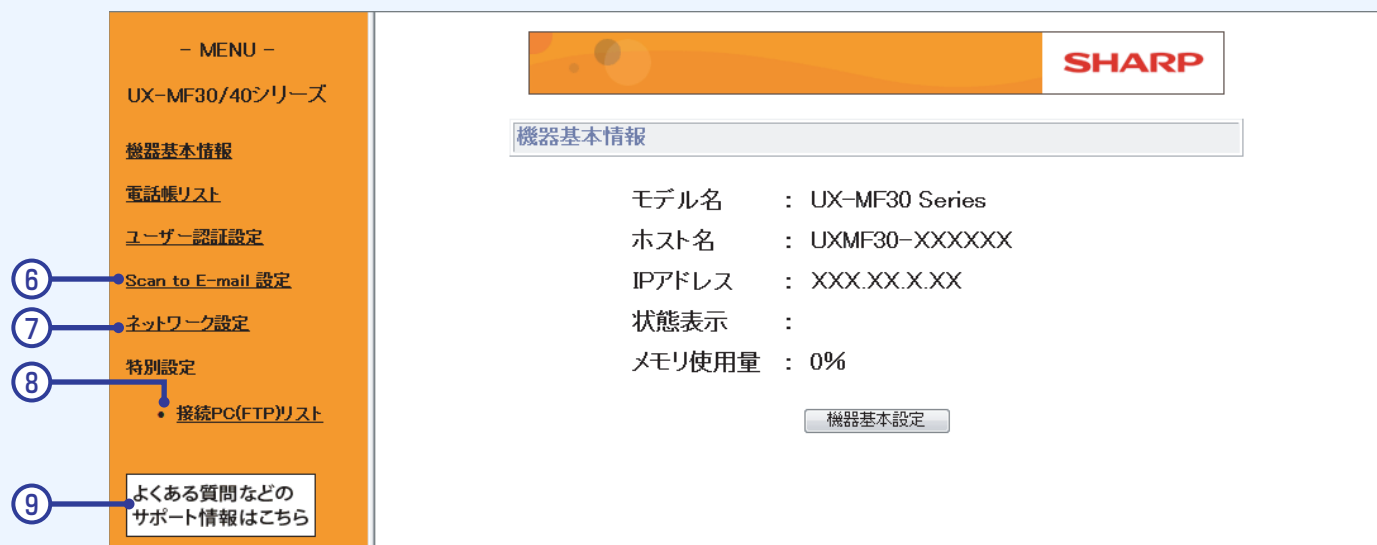 - MENU -
UX-MF30/40シリーズ
機器基本情報
電話帳リスト
ユーザー認証設定
⑥ Scan to E-mail 設定
⑦ ネットワーク設定
特別設定
⑧ • 接続PC(FTP)リスト
⑨ よくある質問などの
サポート情報はこちら
SHARP
機器基本情報
モデル名 : UX-MF30 Series
ホスト名 : UXMF30-XXXXXX
IPアドレス : XXX.XX.X.XX
状態表示 :
メモリ使用量 : 0%
機器基本設定